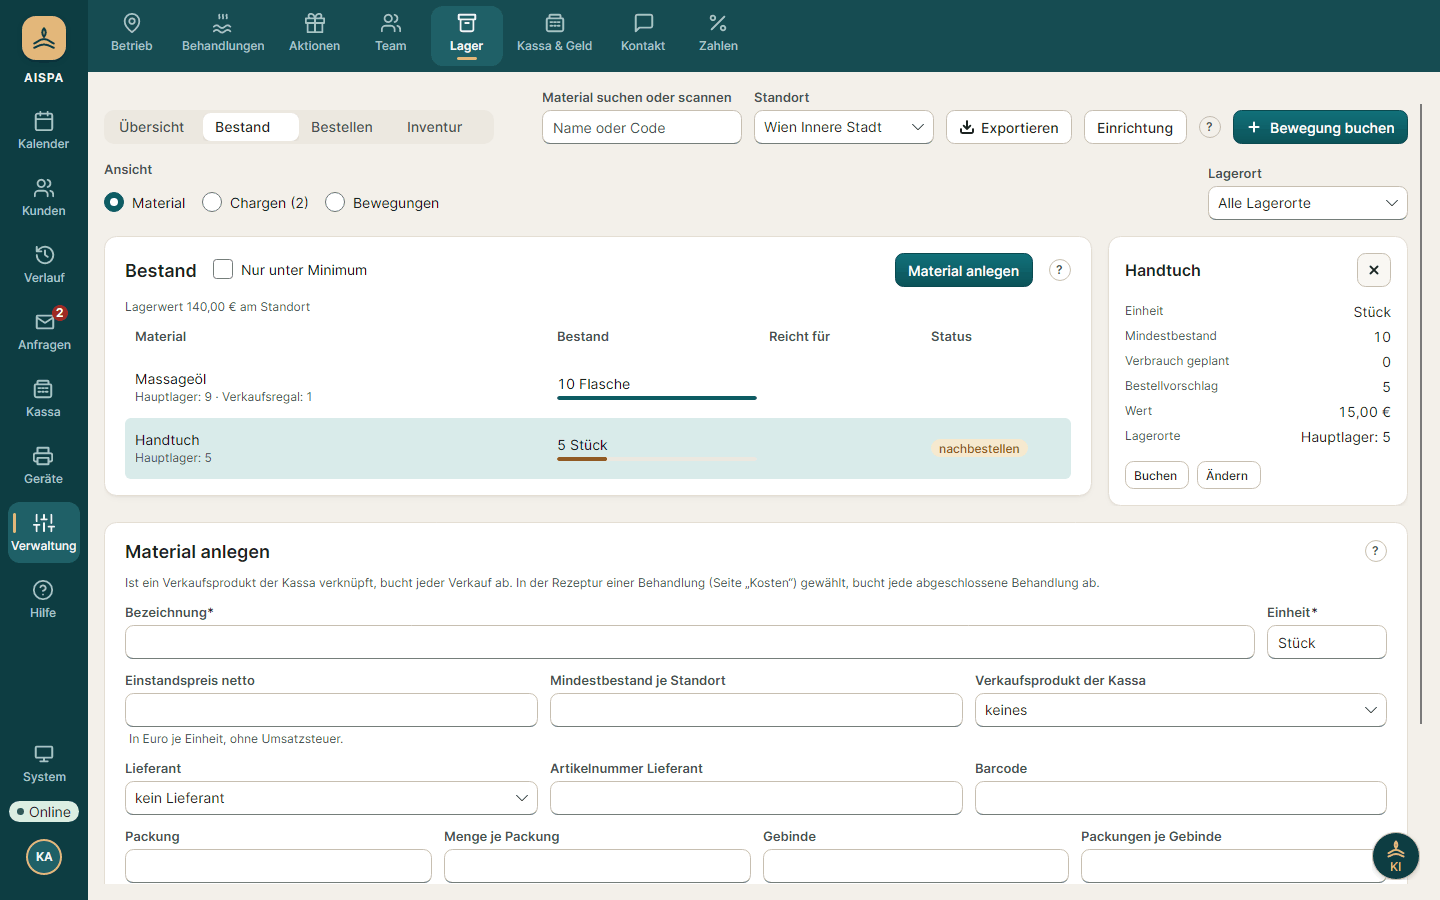 AISPA
Kalender
Kunden
Verlauf
2
Anfragen
Kassa
Geräte
Verwaltung
Hilfe
System
Online
KA
Betrieb
Behandlungen
Aktionen
Team
Lager
Kassa & Geld
Kontakt
Zahlen
Übersicht
Bestand
Bestellen
Inventur
Material suchen oder scannen
Name oder Code
Standort
Wien Innere Stadt
Exportieren
Einrichtung
?
+ Bewegung buchen
Ansicht
Material
Chargen (2)
Bewegungen
Lagerort
Alle Lagerorte
Bestand
Nur unter Minimum
Material anlegen
?
Lagerwert 140,00 € am Standort
Material Bestand Reicht für Status
Massageöl
Hauptlager: 9 · Verkaufsregal: 1
10 Flasche
Handtuch
Hauptlager: 5
5 Stück
nachbestellen
Handtuch
Einheit Stück
Mindestbestand 10
Verbrauch geplant 0
Bestellvorschlag 5
Wert 15,00 €
Lagerorte Hauptlager: 5
Buchen
Ändern
Material anlegen
?
Ist ein Verkaufsprodukt der Kassa verknüpft, bucht jeder Verkauf ab. In der Rezeptur einer Behandlung (Seite „Kosten“) gewählt, bucht jede abgeschlossene Behandlung ab.
Bezeichnung*
Einheit*
Stück
Einstandspreis netto
Mindestbestand je Standort
Verkaufsprodukt der Kassa
keines
In Euro je Einheit, ohne Umsatzsteuer.
Lieferant
kein Lieferant
Artikelnummer Lieferant
Barcode
Packung
Menge je Packung
Gebinde
Packungen je Gebinde
KI